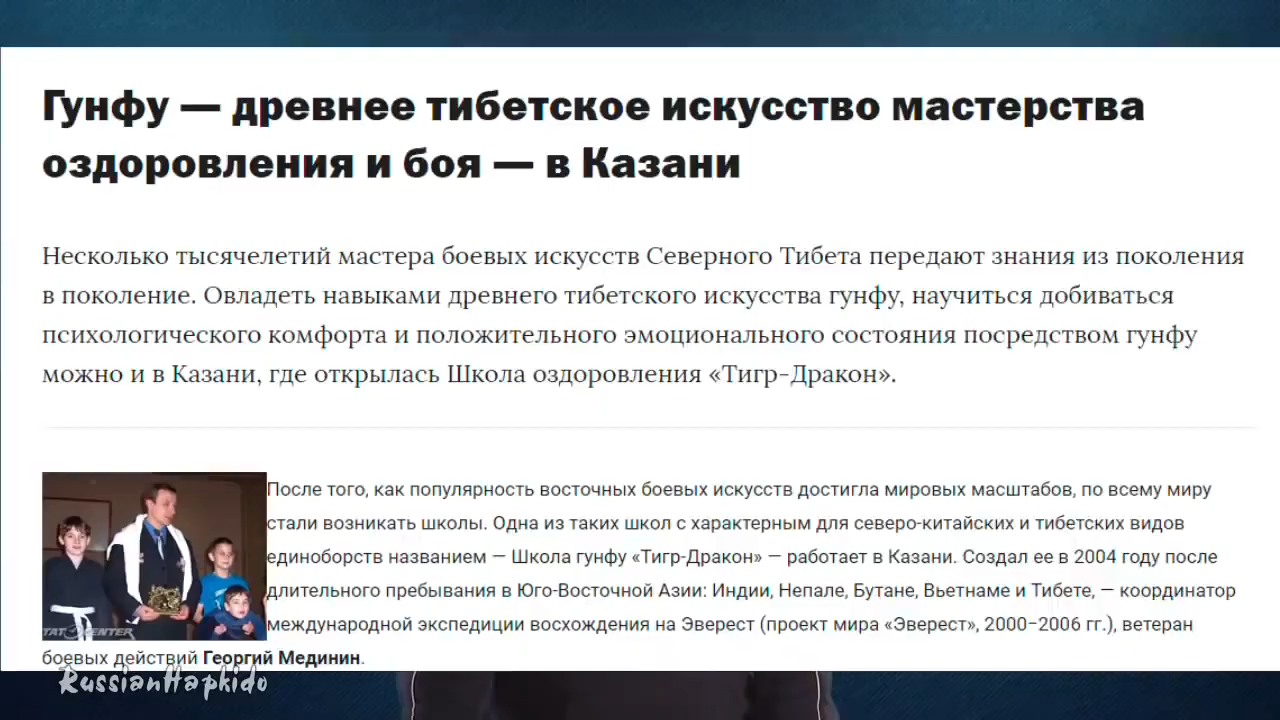 Гунфу — древнее тибетское искусство мастерства
оздоровления и боя — в Казани
Несколько тысячелетий мастера боевых искусств Северного Тибета передают знания из поколения
в поколение. Овладеть навыками древнего тибетского искусства гунфу, научиться добиваться
психологического комфорта и положительного эмоционального состояния посредством гунфу
можно и в Казани, где открылась Школа оздоровления «Тигр-Дракон».
После того, как популярность восточных боевых искусств достигла мировых масштабов, по всему миру
стали возникать школы. Одна из таких школ с характерным для северо-китайских и тибетских видов
единоборств названием — Школа гунфу «Тигр-Дракон» — работает в Казани. Создал ее в 2004 году после
длительного пребывания в Юго-Восточной Азии: Индии, Непале, Бутане, Вьетнаме и Тибете, — координатор
международной экспедиции восхождения на Эверест (проект мира «Эверест», 2000–2006 гг.), ветеран
боевых действий Георгий Мединин.
TATCENTER
RussianHapkido